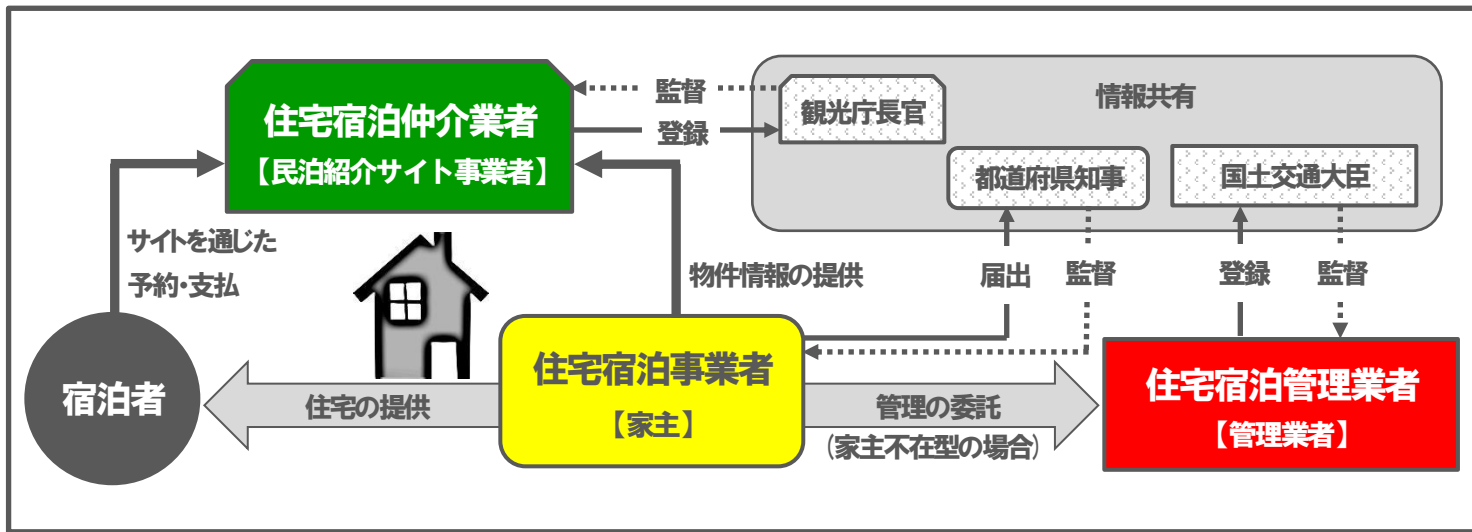 住宅宿泊仲介業者
【民泊紹介サイト事業者】
監督
登録
情報共有
観光庁長官
都道府県知事
国土交通大臣
サイトを通じた
予約・支払
物件情報の提供
届出
監督
登録
監督
宿泊者
住宅の提供
住宅宿泊事業者
【家主】
管理の委託
(家主不在型の場合)
住宅宿泊管理業者
【管理業者】